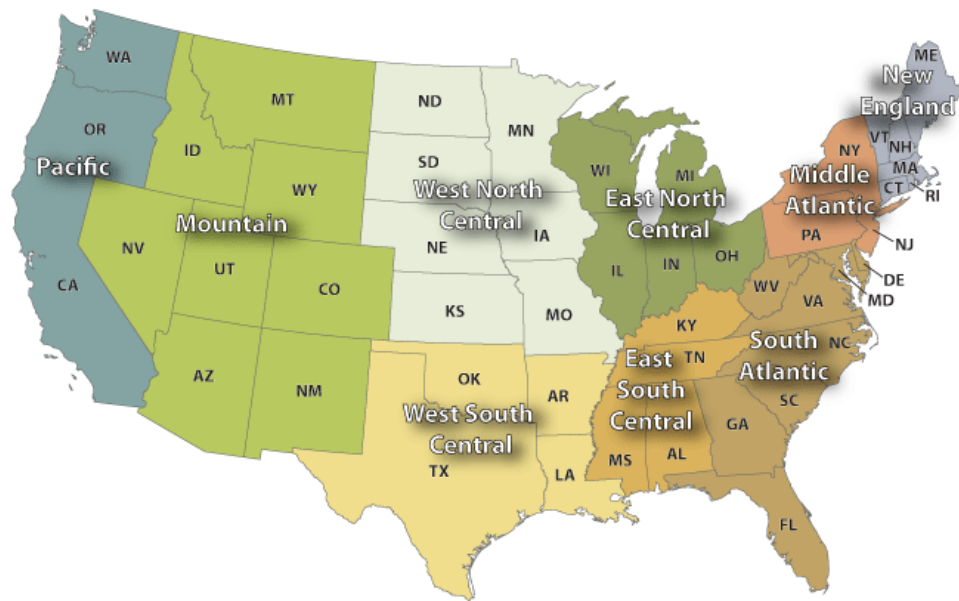 WA
OR
Pacific
CA
MT
ID
WY
Mountain
NV
UT
CO
AZ
NM
ND
MN
SD
West North
Central
NE
IA
KS
MO
WI
MI
East North
Central
IL
IN
OH
OK
AR
West South
Central
TX
LA
KY
TN
East
South
Central
MS
AL
WV
VA
DE
MD
NC
South
Atlantic
SC
GA
FL
NY
Middle
Atlantic
PA
NJ
ME
New
England
VT
NH
MA
CT
RI